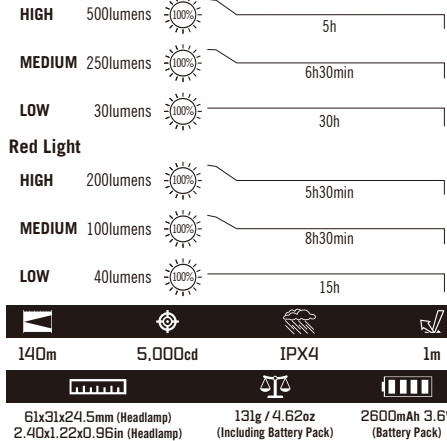 HIGH 500lumens 100% 5h
MEDIUM 250lumens 100% 6h30min
LOW 30lumens 100% 30h
Red Light
HIGH 200lumens 100% 5h30min
MEDIUM 100lumens 100% 8h30min
LOW 40lumens 100% 15h
140m 5,000cd IPX4 1m
61x31x24.5mm (Headlamp) 131g / 4.62oz 2600mAh 3.6
2.40x1.22x0.96in (Headlamp) (Including Battery Pack) (Battery Pack)